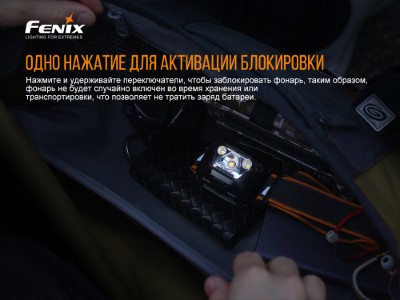 FENIX
LIGHTING FOR EXTREMES
ОДНО НАЖАТИЕ ДЛЯ АКТИВАЦИИ БЛОКИРОВКИ
Нажмите и удерживайте переключатели, чтобы заблокировать фонарь, таким образом,
фонарь не будет случайно включен во время хранения или
транспортировки, что позволяет не тратить заряд батареи.